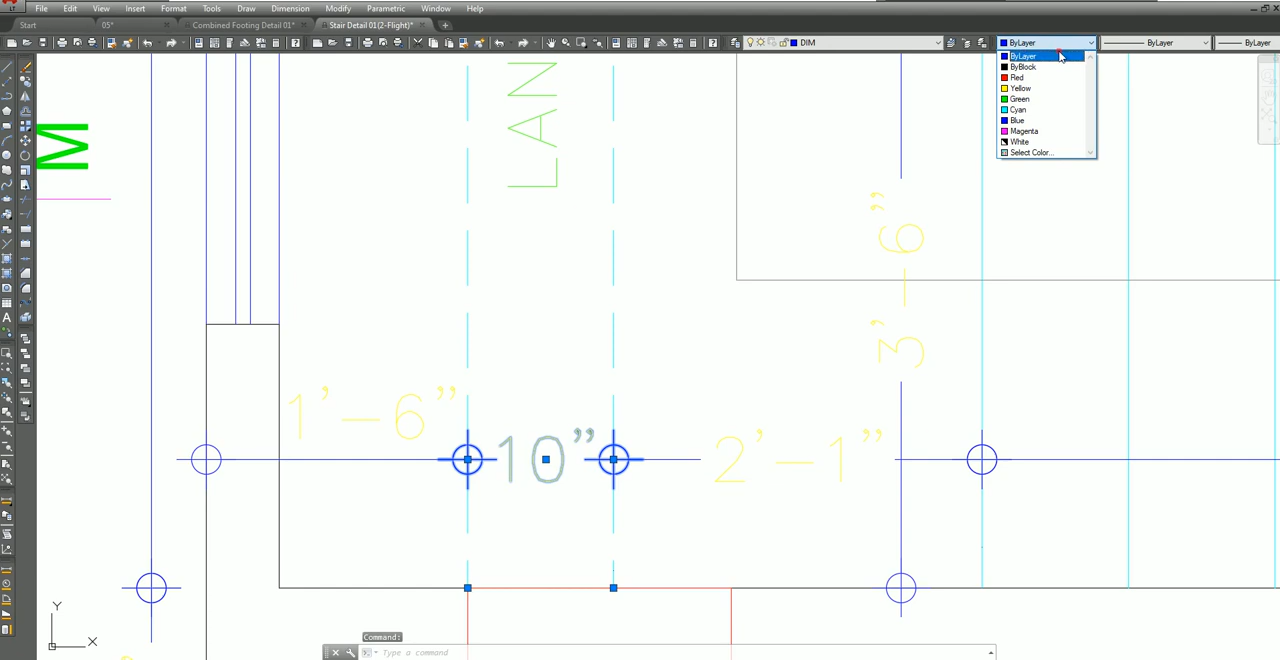 LT
File Edit View Insert Format Tools Draw Dimension Modify Parametric Window Help
Start 05* Combined Footing Detail 01* Stair Detail 01(2-Flight)*
DIM ByLayer ByLayer ByLayer
ByLayer
ByBlock
Red
Yellow
Green
Cyan
Blue
Magenta
White
Select Color...
M
LAN
3'-6"
1'-6"
10"
2'-1"
Y
X
Command:
Type a command